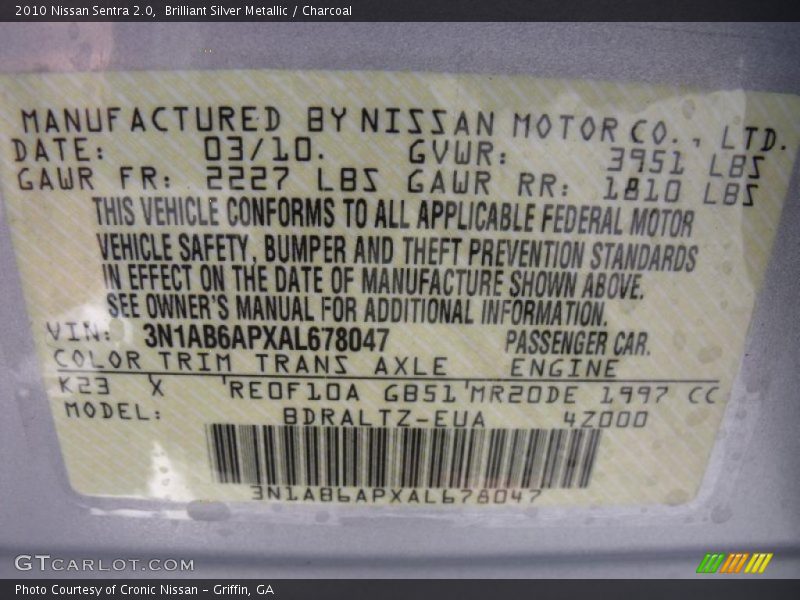 2010 Nissan Sentra 2.0,  Brilliant Silver Metallic / Charcoal
MANUFACTURED BY NISSAN MOTOR CO., LTD.
DATE: 03/10. GVWR: 3951 LBS
GAWR FR: 2227 LBS GAWR RR: 1810 LBS
THIS VEHICLE CONFORMS TO ALL APPLICABLE FEDERAL MOTOR
VEHICLE SAFETY, BUMPER AND THEFT PREVENTION STANDARDS
IN EFFECT ON THE DATE OF MANUFACTURE SHOWN ABOVE.
SEE OWNER'S MANUAL FOR ADDITIONAL INFORMATION.
VIN: 3N1AB6APXAL678047 PASSENGER CAR.
COLOR TRIM TRANS AXLE ENGINE
K23 X 'RE0F10A GB51'MR20DE 1997 CC
MODEL: BDRALTZ-EUA 4Z000
3N1AB6APXAL678047
GTCARLOT.COM
Photo Courtesy of Cronic Nissan - Griffin, GA